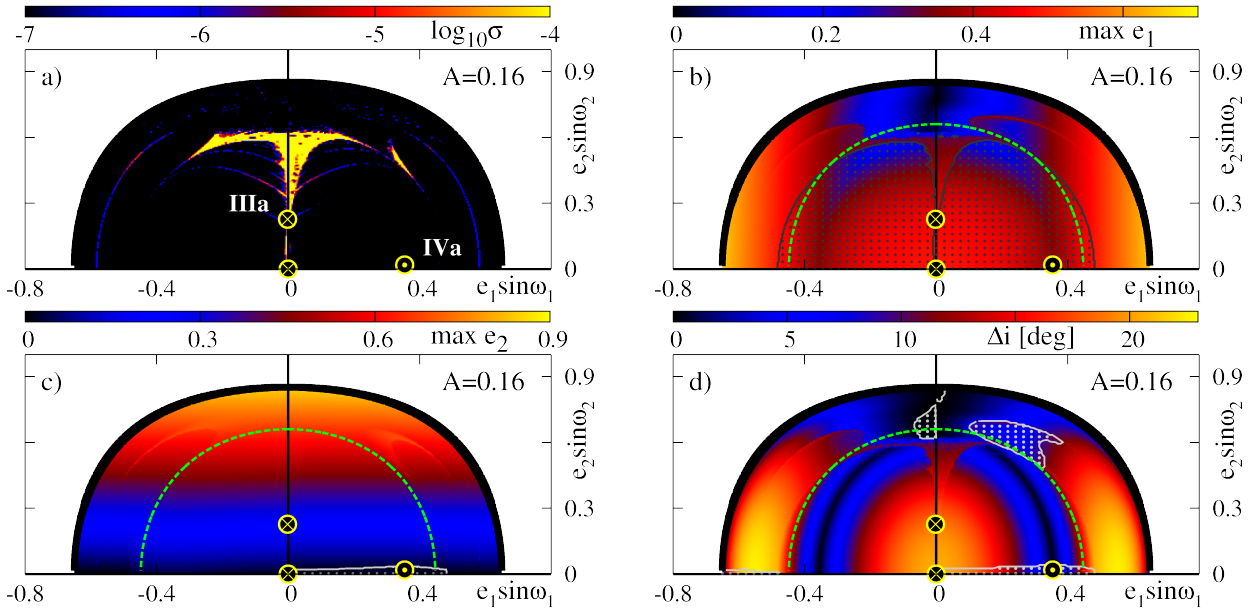 -7 -6 -5 log10σ -4
a) A=0.16
0.9
e2sinω2
0.6
IIIa
0.3
IVa
0
-0.8 -0.4 0 0.4 e1sinω1
0 0.2 0.4 max e1
b) A=0.16
0.9
e2sinω2
0.3
0
-0.8 -0.4 0 0.4 e1sinω1
0 0.3 0.6 max e2 0.9
c) A=0.16
0.9
e2sinω2
0.3
0
-0.8 -0.4 0 0.4 e1sinω1
0 5 10 Δi [deg] 20
d) A=0.16
0.9
e2sinω2
0.3
0
-0.8 -0.4 0 0.4 e1sinω1